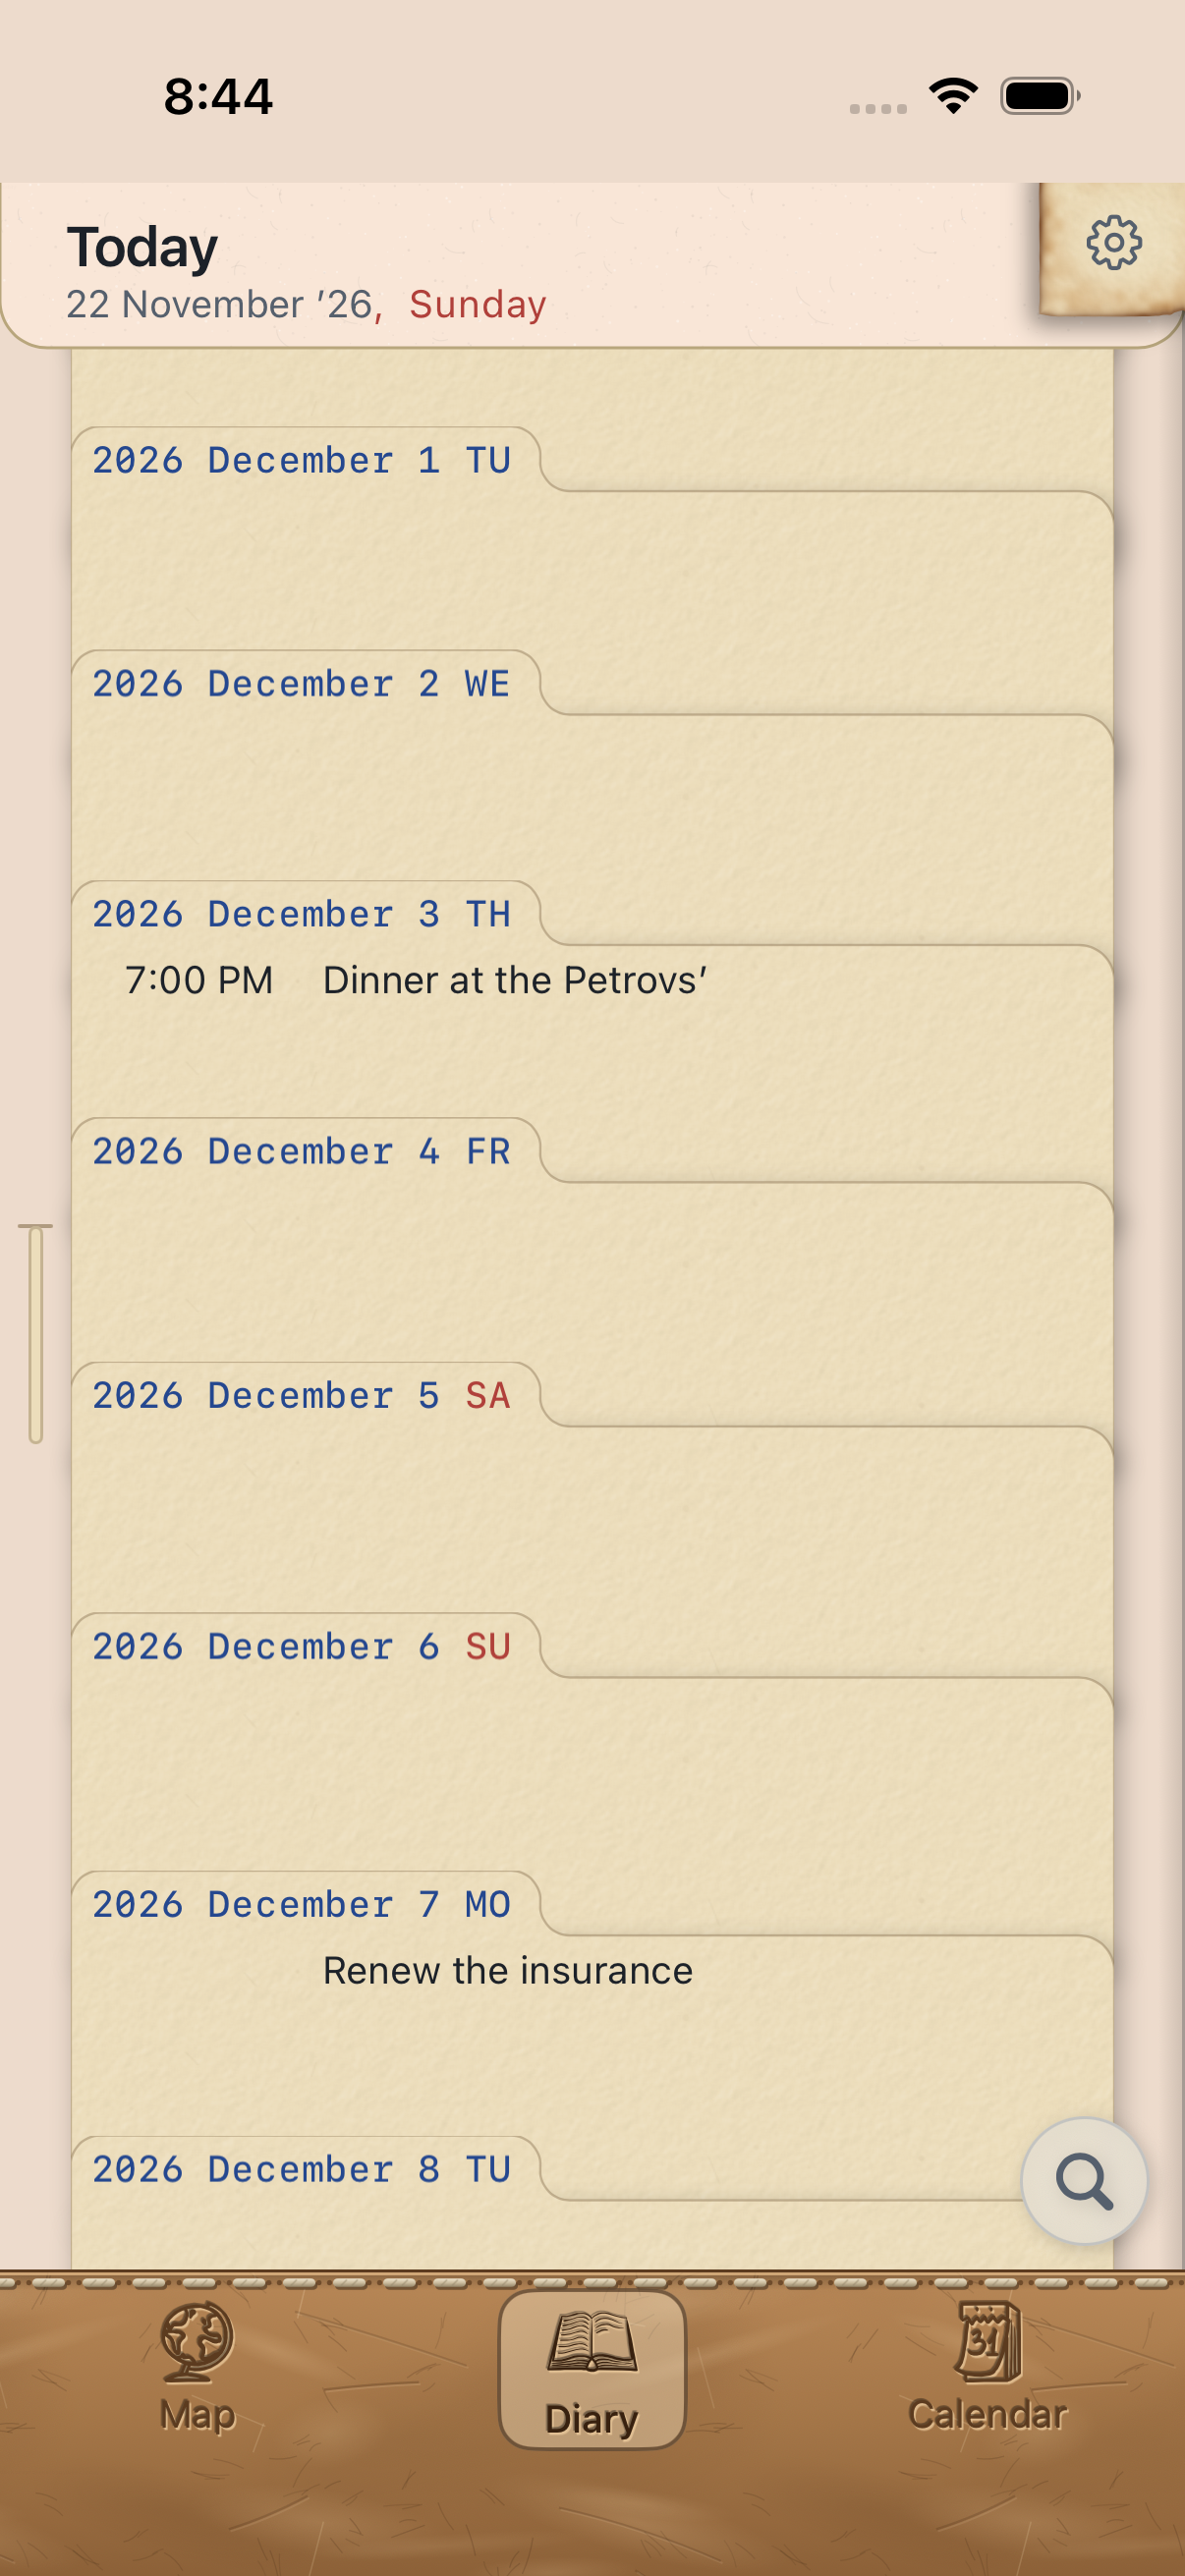 8:44
Today
22 November ’26, Sunday
2026 December 1 TU
2026 December 2 WE
2026 December 3 TH
7:00 PM Dinner at the Petrovs’
2026 December 4 FR
2026 December 5 SA
2026 December 6 SU
2026 December 7 MO
Renew the insurance
2026 December 8 TU
31
Map
Diary
Calendar